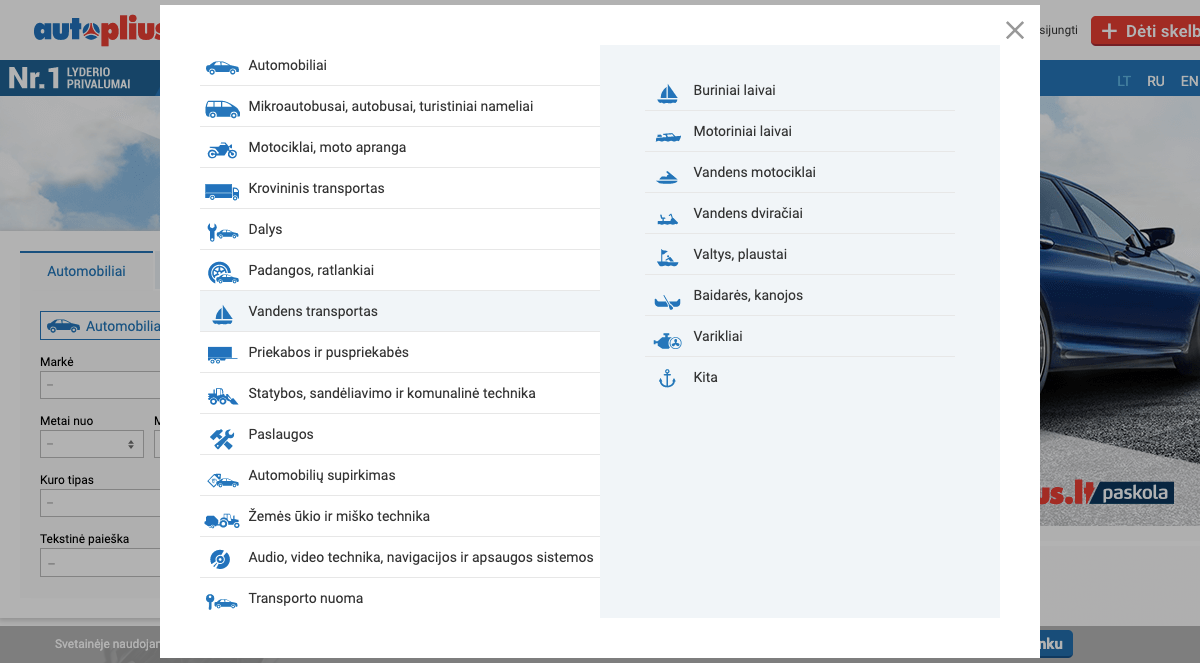 autoplius
sijungti
Dėti skelb
Nr.1 LYDERIO
PRIVALUMAI
LT RU EN
Automobiliai
Mikroautobusai, autobusai, turistiniai nameliai
Motociklai, moto apranga
Krovininis transportas
Dalys
Padangos, ratlankiai
Vandens transportas
Priekabos ir puspriekabės
Statybos, sandėliavimo ir komunalinė technika
Paslaugos
Automobilių supirkimas
Žemės ūkio ir miško technika
Audio, video technika, navigacijos ir apsaugos sistemos
Transporto nuoma
Buriniai laivai
Motoriniai laivai
Vandens motociklai
Vandens dviračiai
Valtys, plaustai
Baidarės, kanojos
Varikliai
Kita
Automobiliai
Automobilia
Markė
–
Metai nuo
–
Kuro tipas
–
Tekstinė paieška
–
us.lt paskola
Svetainėje naudojam
nku